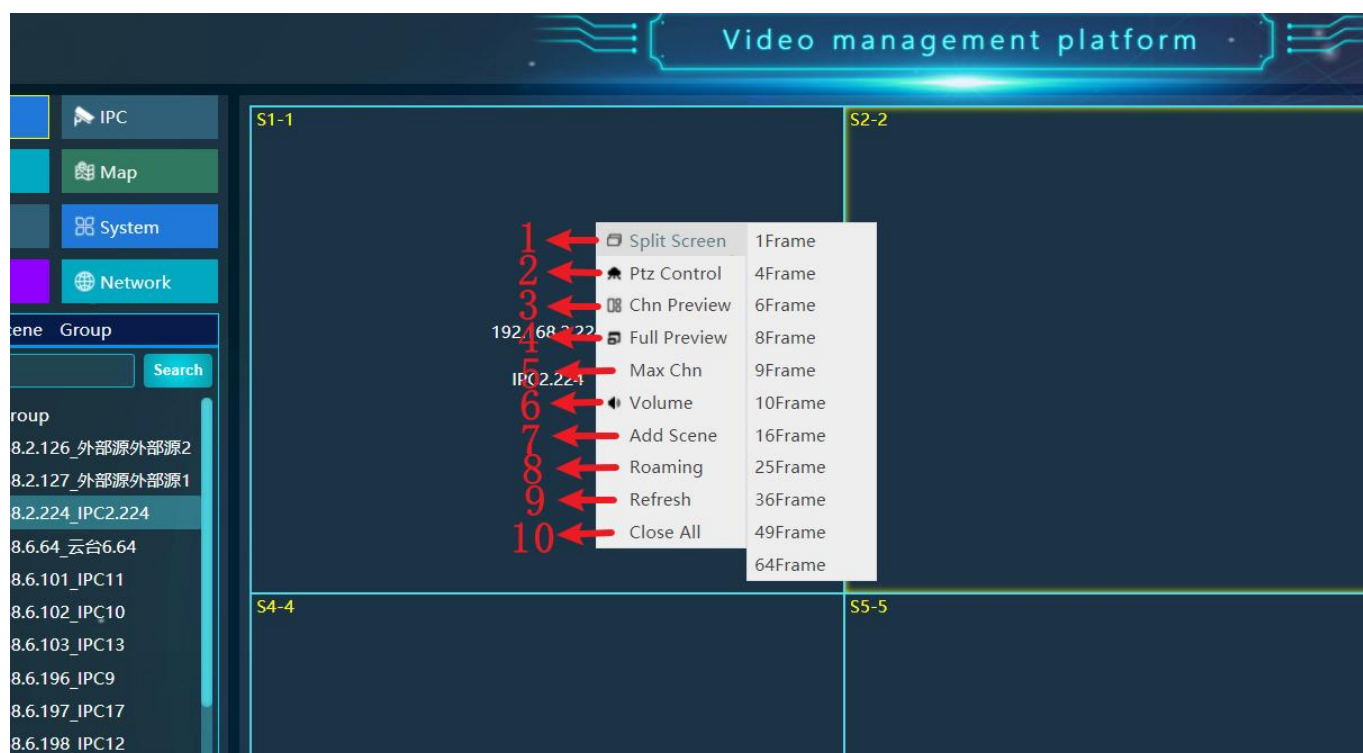 Video management platform
IPC
Map
System
Network
cene Group
Search
roup
8.2.126_外部源外部源2
8.2.127_外部源外部源1
8.2.224_IPC2.224
8.6.64_云台6.64
8.6.101_IPC11
8.6.102_IPC10
8.6.103_IPC13
8.6.196_IPC9
8.6.197_IPC17
8.6.198_IPC12
S1-1
S2-2
IPC2.224
1 Split Screen
2 Ptz Control
3 Chn Preview
4 Full Preview
5 Max Chn
6 Volume
7 Add Scene
8 Roaming
9 Refresh
10 Close All
1Frame
4Frame
6Frame
8Frame
9Frame
10Frame
16Frame
25Frame
36Frame
49Frame
64Frame
S4-4
S5-5